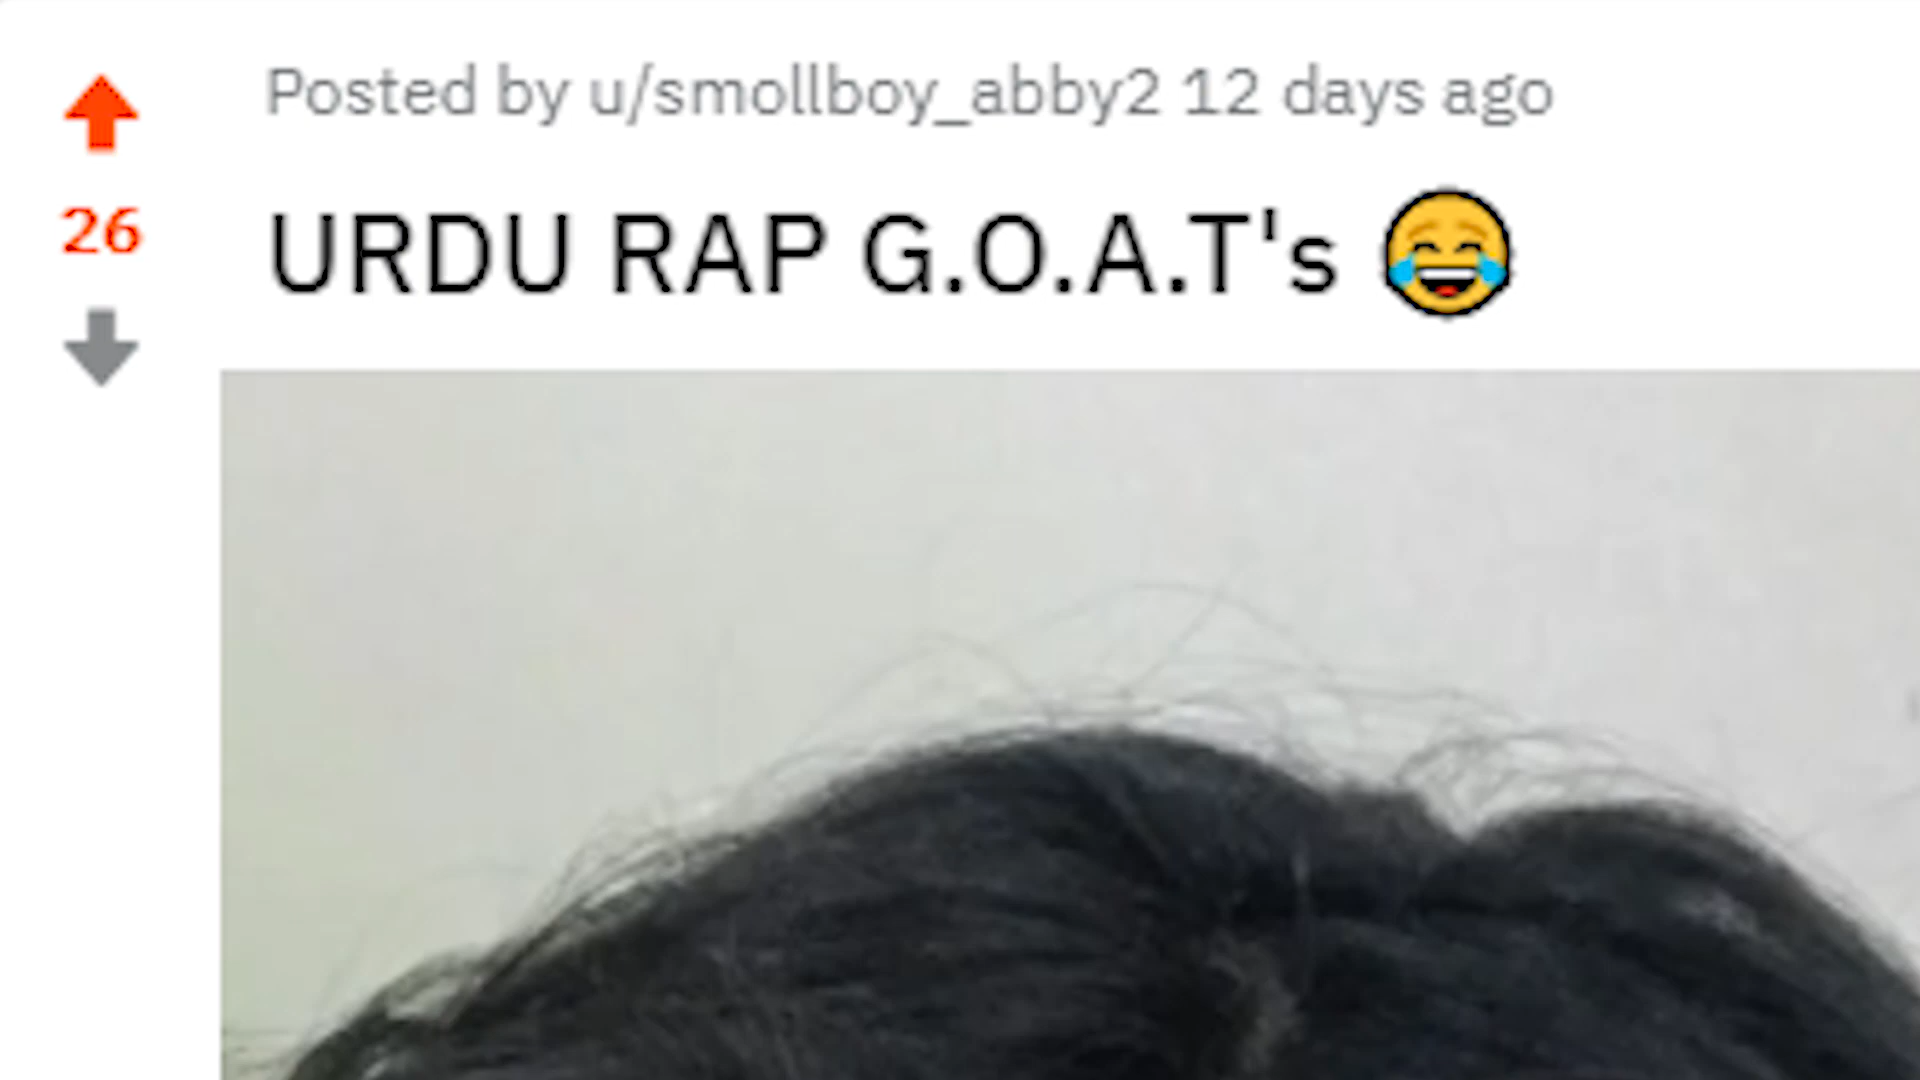 Posted by u/smollboy_abby2 12 days ago
26
URDU RAP G.O.A.T's 😂